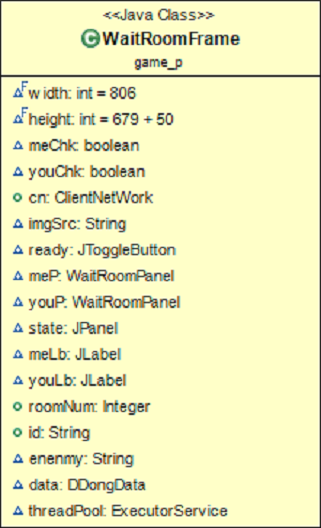 <<Java Class>>
C WaitRoomFrame
game_p
F width: int = 806
F height: int = 679 + 50
meChk: boolean
youChk: boolean
cn: ClientNetWork
imgSrc: String
ready: JToggleButton
meP: WaitRoomPanel
youP: WaitRoomPanel
state: JPanel
meLb: JLabel
youLb: JLabel
roomNum: Integer
id: String
enenmy: String
data: DDongData
threadPool: ExecutorService